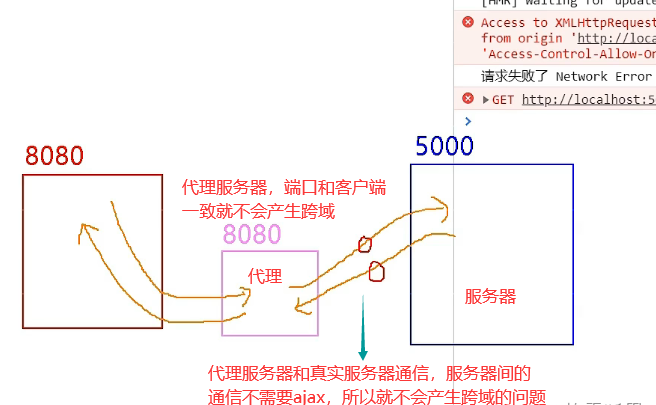 [HMR] Waiting for update
Access to XMLHttpRequest
from origin 'http://loca
'Access-Control-Allow-Or
请求失败了 Network Error
GET http://localhost:5
8080
5000
代理服务器，端口和客户端
一致就不会产生跨域
8080
代理
服务器
代理服务器和真实服务器通信，服务器间的
通信不需要ajax，所以就不会产生跨域的问题